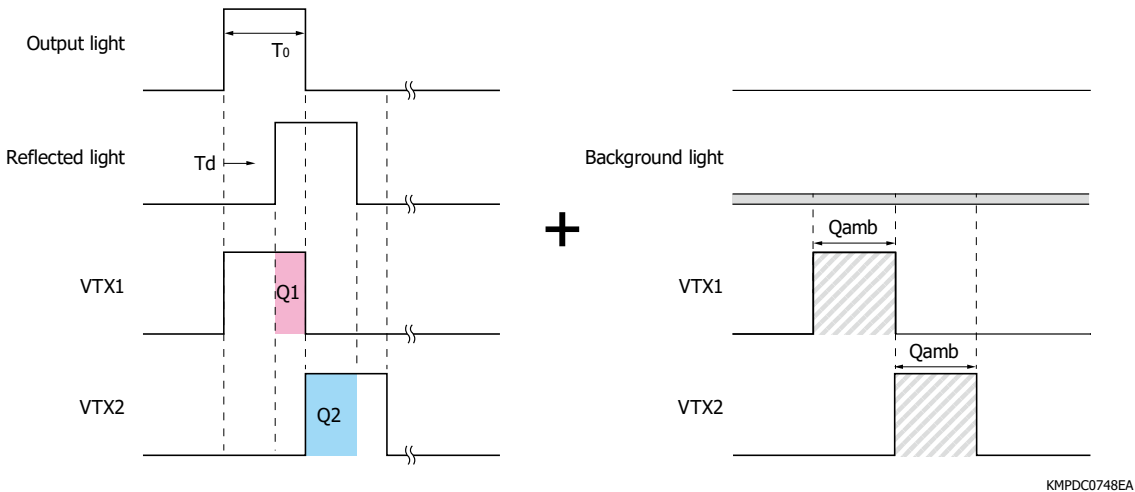 Output light
T0
Reflected light
Td
VTX1
Q1
VTX2
Q2
+
Background light
Qamb
VTX1
Qamb
VTX2
KMPDC0748EA